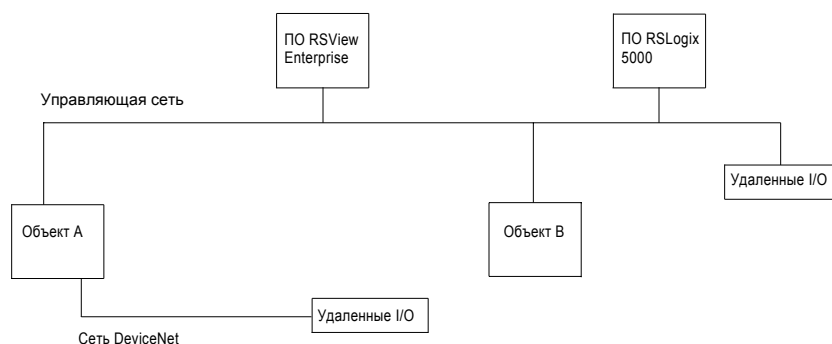 ПО RSView
Enterprise
ПО RSLogix
5000
Управляющая сеть
Удаленные I/O
Объект A
Объект B
Удаленные I/O
Сеть DeviceNet